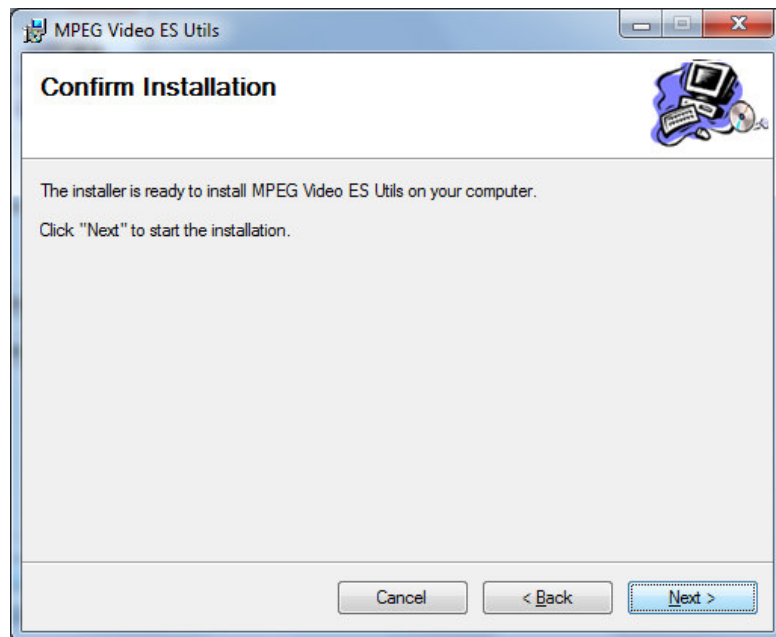 MPEG Video ES Utils
Confirm Installation
The installer is ready to install MPEG Video ES Utils on your computer.
Click "Next" to start the installation.
Cancel
< Back
Next >